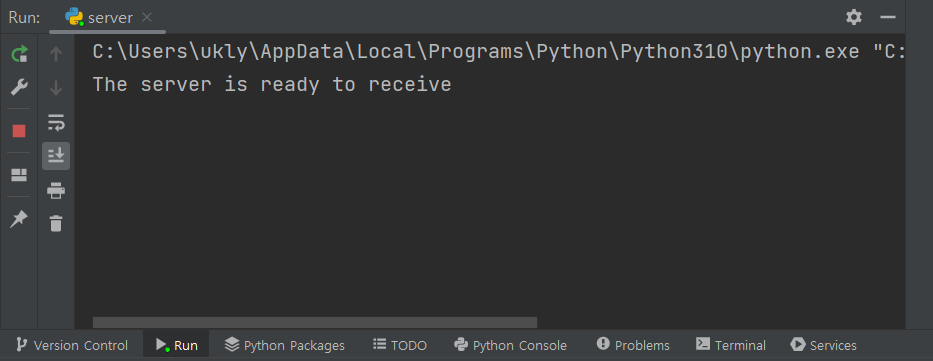 Run: server
C:\Users\ukly\AppData\Local\Programs\Python\Python310\python.exe "C:
The server is ready to receive
Version Control Run Python Packages TODO Python Console Problems Terminal Services